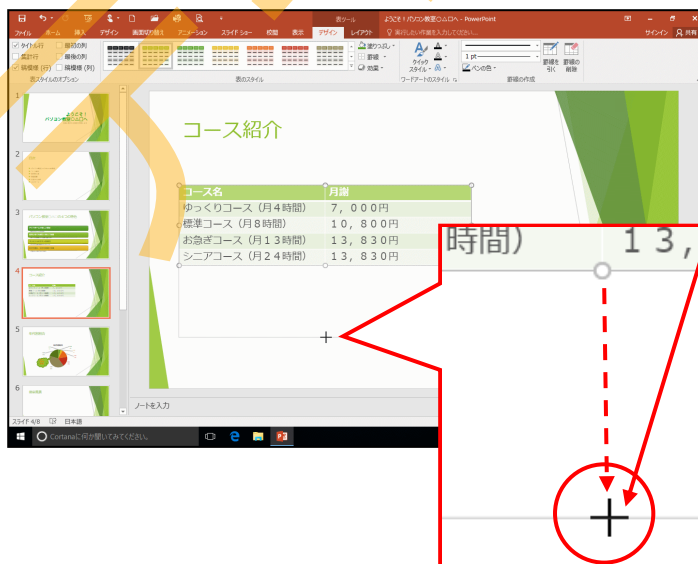 表ツール
ようこそ！パソコン教室○△□へ - PowerPoint
ファイル ホーム 挿入 デザイン 画面切り替え アニメーション スライド ショー 校閲 表示 デザイン レイアウト 実行したい作業を入力してください... サインイン 共有
タイトル行 最初の列
集計行 最後の列
縞模様 (行) 縞模様 (列)
塗りつぶし
罫線
効果
クイック
スタイル
1 pt
ペンの色
罫線を
引く
罫線の
削除
表スタイルのオプション 表のスタイル ワードアートのスタイル 罫線の作成
1
ようこそ！
パソコン教室○△□へ
2
3
4
5
6
コース紹介
コース名 月謝
ゆっくりコース（月４時間） ７，０００円
標準コース（月８時間） １０，８００円
お急ぎコース（月１３時間） １３，８３０円
シニアコース（月２４時間） １３，８３０円
時間） １３，
ノートを入力
スライド 4/8 日本語
Cortanaに何か聞いてみてください。